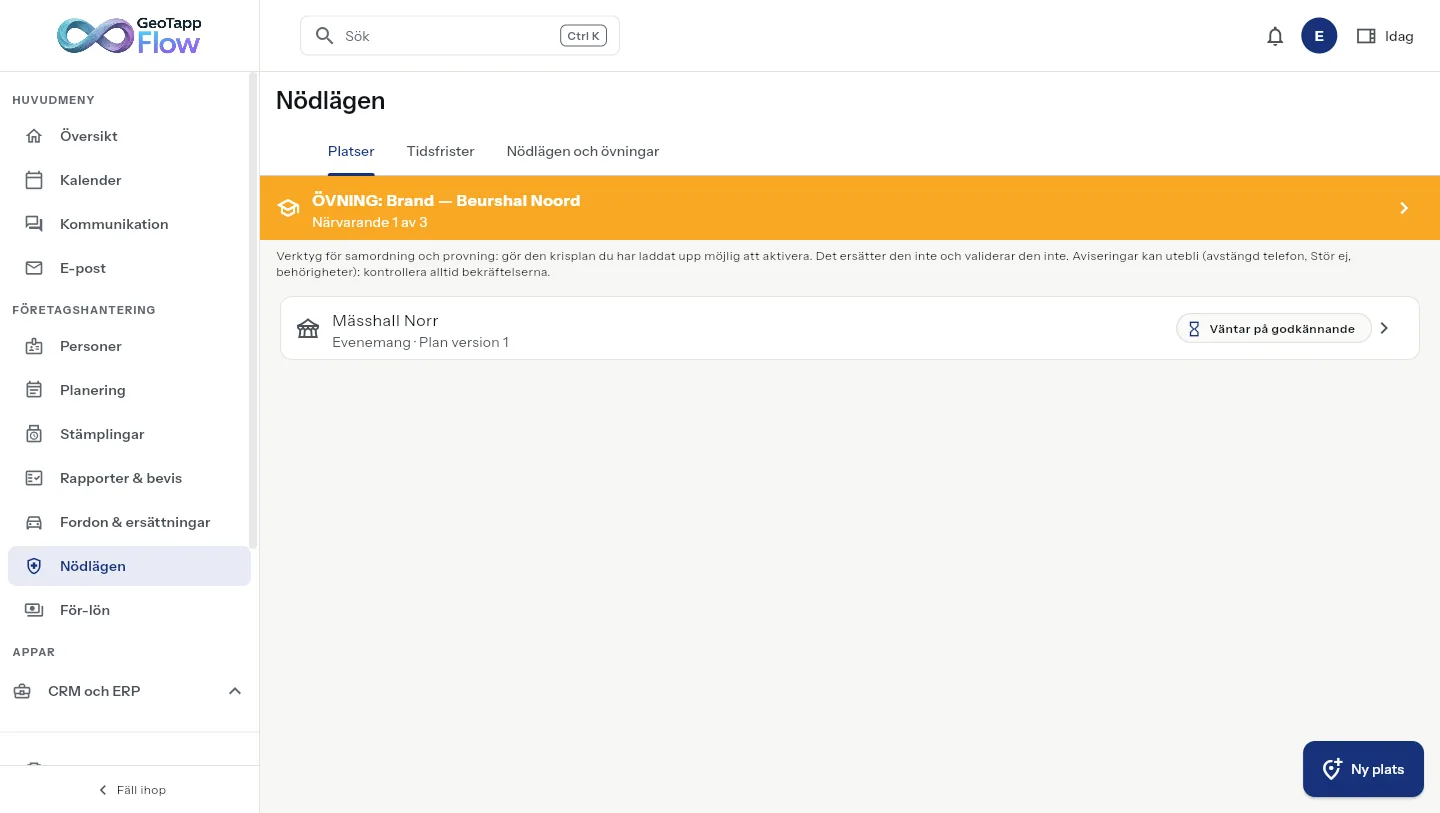 GeoTapp
Flow
Sök
Ctrl K
E
Idag
HUVUDMENY
Översikt
Kalender
Kommunikation
E-post
FÖRETAGSHANTERING
Personer
Planering
Stämplingar
Rapporter & bevis
Fordon & ersättningar
Nödlägen
För-lön
APPAR
CRM och ERP
Fäll ihop
Nödlägen
Platser
Tidsfrister
Nödlägen och övningar
ÖVNING: Brand — Beurshal Noord
Närvarande 1 av 3
Verktyg för samordning och provning: gör den krisplan du har laddat upp möjlig att aktivera. Det ersätter den inte och validerar den inte. Aviseringar kan utebli (avstängd telefon, Stör ej,
behörigheter): kontrollera alltid bekräftelserna.
Mässhall Norr
Evenemang · Plan version 1
Väntar på godkännande
Ny plats